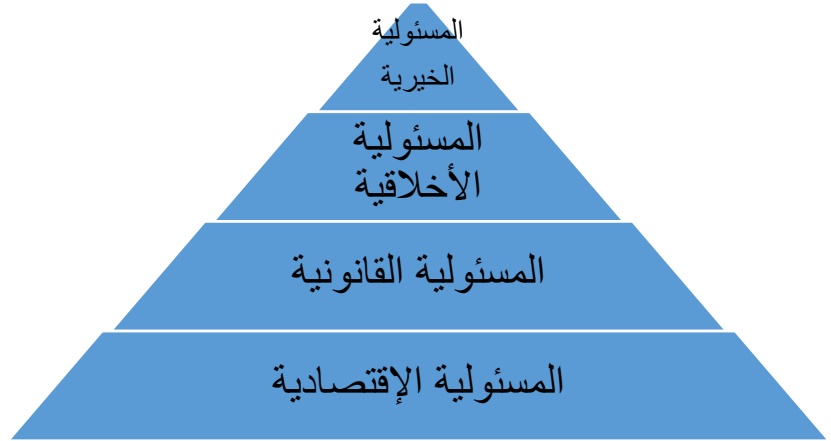 المسئولية
الخيرية
المسئولية
الأخلاقية
المسئولية القانونية
المسئولية الإقتصادية